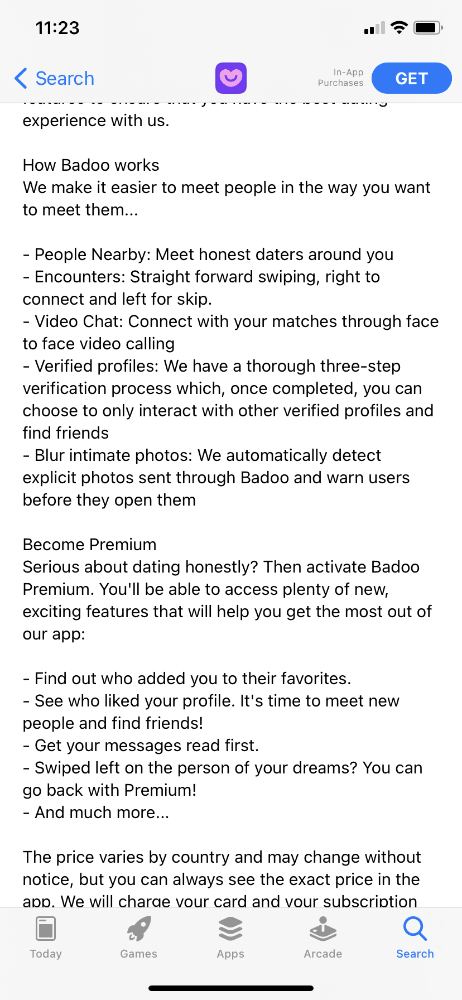 11:23
Search
In-App
Purchases
GET
features to ensure that you have the best dating
experience with us.
How Badoo works
We make it easier to meet people in the way you want
to meet them...
- People Nearby: Meet honest daters around you
- Encounters: Straight forward swiping, right to
connect and left for skip.
- Video Chat: Connect with your matches through face
to face video calling
- Verified profiles: We have a thorough three-step
verification process which, once completed, you can
choose to only interact with other verified profiles and
find friends
- Blur intimate photos: We automatically detect
explicit photos sent through Badoo and warn users
before they open them
Become Premium
Serious about dating honestly? Then activate Badoo
Premium. You'll be able to access plenty of new,
exciting features that will help you get the most out of
our app:
- Find out who added you to their favorites.
- See who liked your profile. It's time to meet new
people and find friends!
- Get your messages read first.
- Swiped left on the person of your dreams? You can
go back with Premium!
- And much more...
The price varies by country and may change without
notice, but you can always see the exact price in the
app. We will charge your card and your subscription
Today
Games
Apps
Arcade
Search